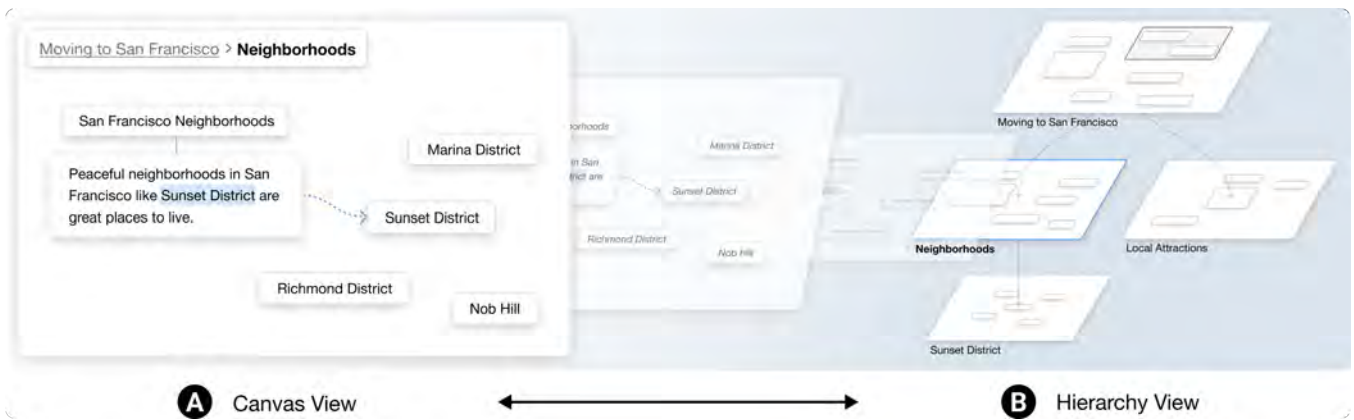 Moving to San Francisco > Neighborhoods
San Francisco Neighborhoods
Peaceful neighborhoods in San
Francisco like Sunset District are
great places to live.
Marina District
Sunset District
Richmond District
Nob Hill
in San
Marina District
Sunset District
Richmond District
Nob Hill
Moving to San Francisco
Neighborhoods
Local Attractions
Sunset District
A Canvas View
B Hierarchy View